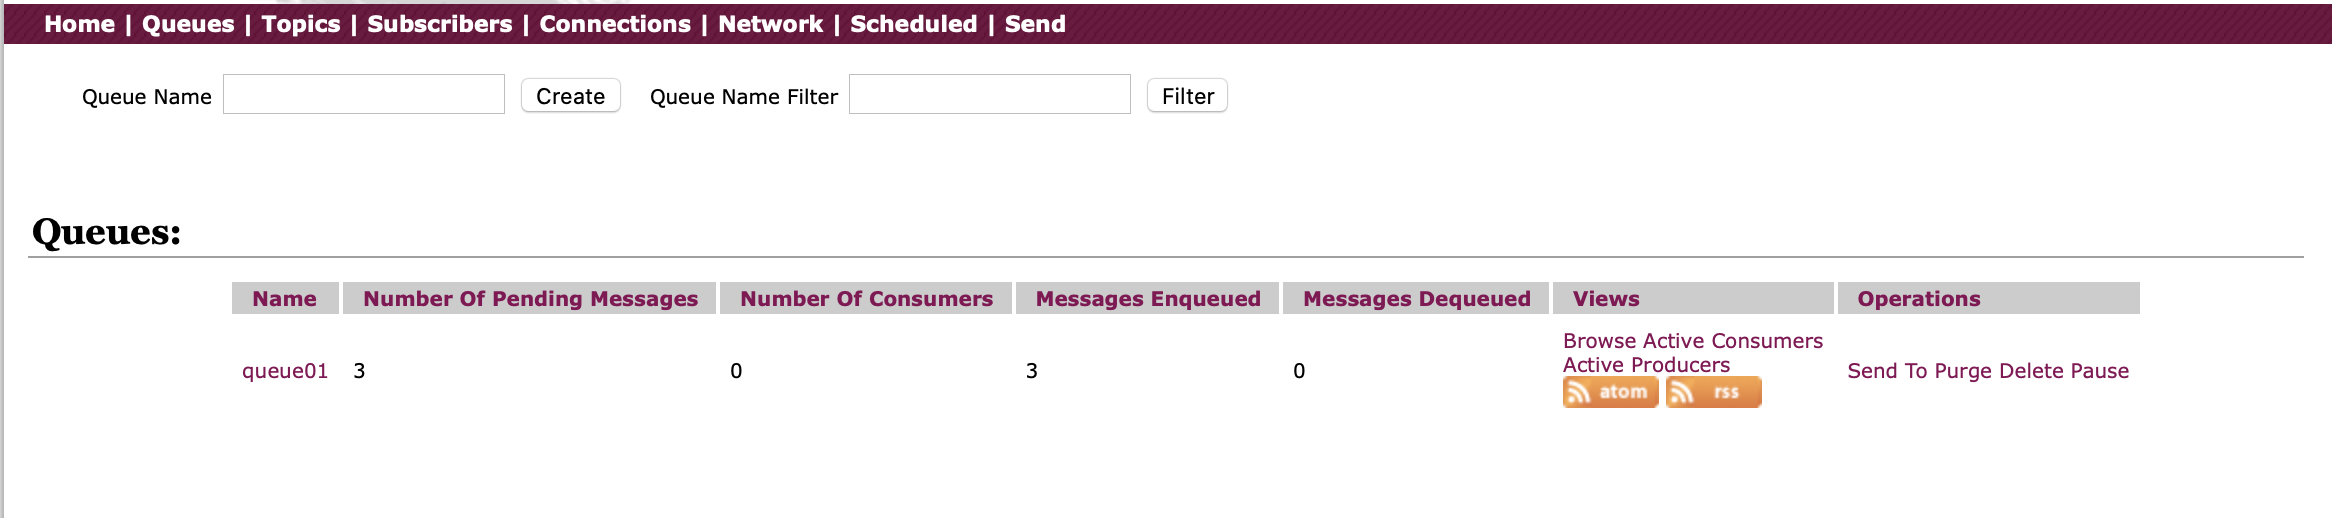 Home | Queues | Topics | Subscribers | Connections | Network | Scheduled | Send
Queue Name Create Queue Name Filter Filter
Queues:
Name Number Of Pending Messages Number Of Consumers Messages Enqueued Messages Dequeued Views Operations
queue01 3 0 3 0 Browse Active Consumers
Active Producers
atom rss
Send To Purge Delete Pause